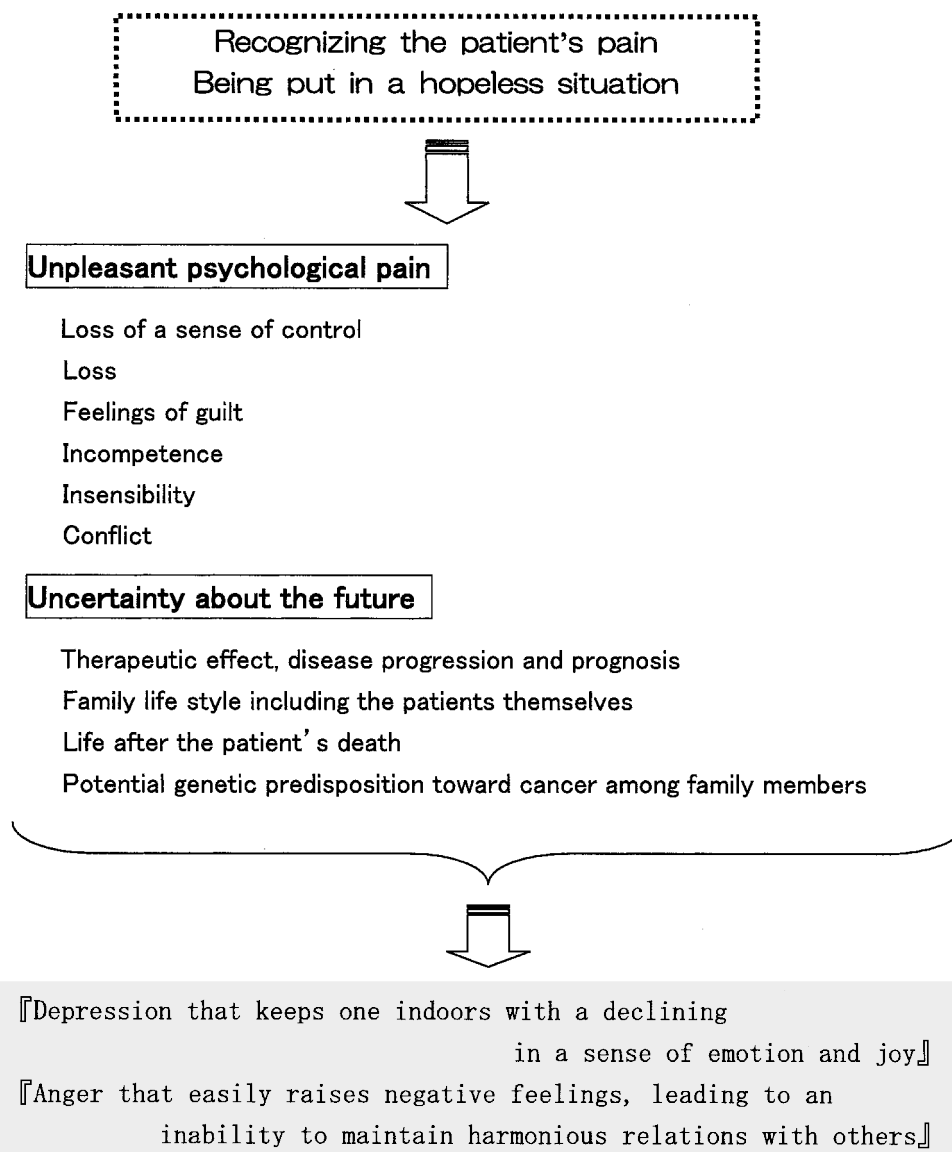 Recognizing the patient's pain
Being put in a hopeless situation
Unpleasant psychological pain
Loss of a sense of control
Loss
Feelings of guilt
Incompetence
Insensibility
Conflict
Uncertainty about the future
Therapeutic effect, disease progression and prognosis
Family life style including the patients themselves
Life after the patient's death
Potential genetic predisposition toward cancer among family members
『Depression that keeps one indoors with a declining
in a sense of emotion and joy』
『Anger that easily raises negative feelings, leading to an
inability to maintain harmonious relations with others』